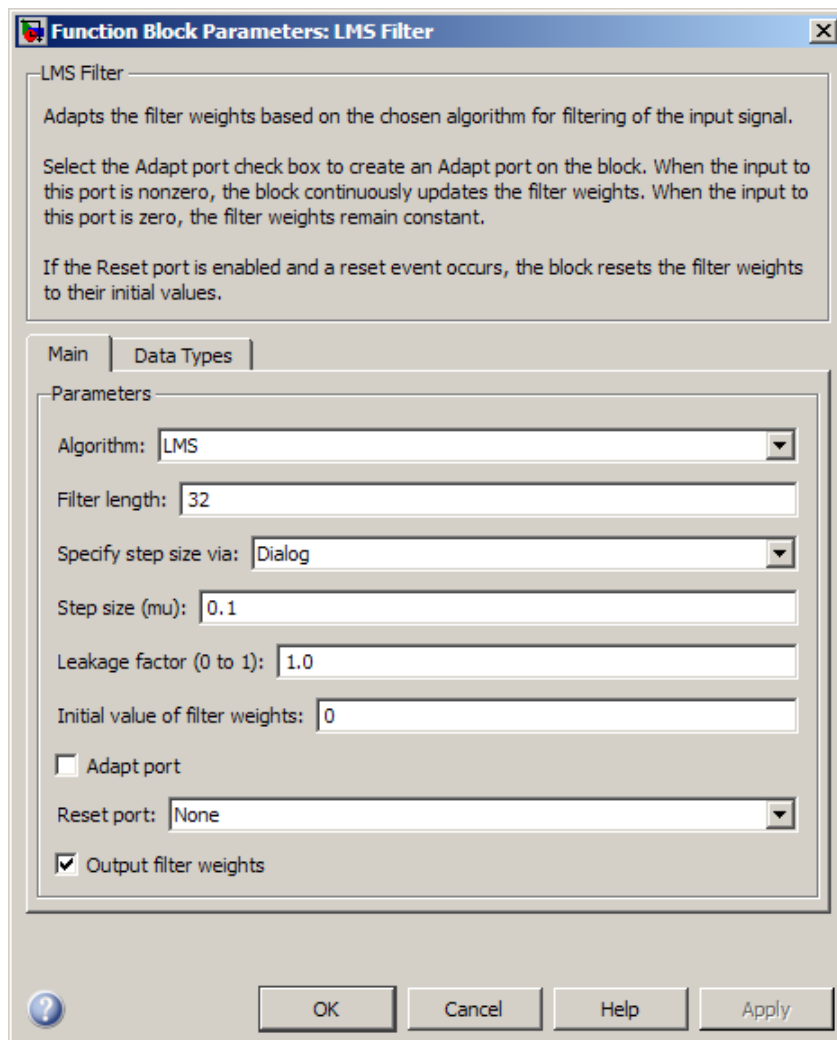 Function Block Parameters: LMS Filter
LMS Filter
Adapts the filter weights based on the chosen algorithm for filtering of the input signal.
Select the Adapt port check box to create an Adapt port on the block. When the input to
this port is nonzero, the block continuously updates the filter weights. When the input to
this port is zero, the filter weights remain constant.
If the Reset port is enabled and a reset event occurs, the block resets the filter weights
to their initial values.
Main Data Types
Parameters
Algorithm: LMS
Filter length: 32
Specify step size via: Dialog
Step size (mu): 0.1
Leakage factor (0 to 1): 1.0
Initial value of filter weights: 0
Adapt port
Reset port: None
Output filter weights
? OK Cancel Help Apply